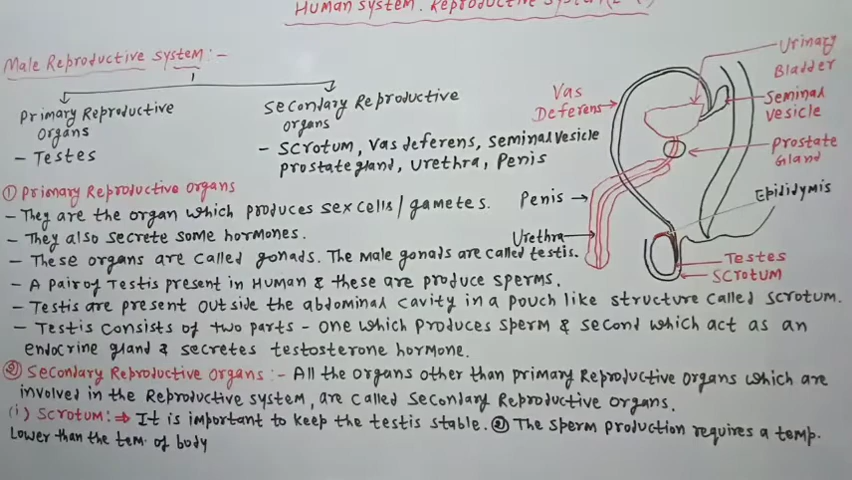 Human System. Reproductive System
Male Reproductive System :-
Primary Reproductive Organs
- Testes
Secondary Reproductive organs
- Scrotum, Vas deferens, Seminal Vesicle
prostate gland, Urethra, Penis
① Primary Reproductive organs
- They are the organ which produces sex cells / gametes.
- They also secrete some hormones.
- These organs are called gonads. The Male gonads are called testis.
- A pair of Testis present in Human & these are produce sperms.
- Testis are present outside the abdominal cavity in a pouch like structure called scrotum.
- Testis consists of two parts - one which produces sperm & second which act as an
endocrine gland & secretes testosterone hormone.
② Secondary Reproductive Organs :- All the organs other than primary Reproductive organs which are
involved in the Reproductive system, are called Secondary Reproductive organs.
(i) Scrotum: ⇒ It is important to keep the testis stable. ② The sperm production requires a temp.
Lower than the tem. of body
Urinary
Bladder
Vas
Deferens
Seminal
Vesicle
Prostate
Gland
Epididymis
Penis
Urethra
Testes
Scrotum